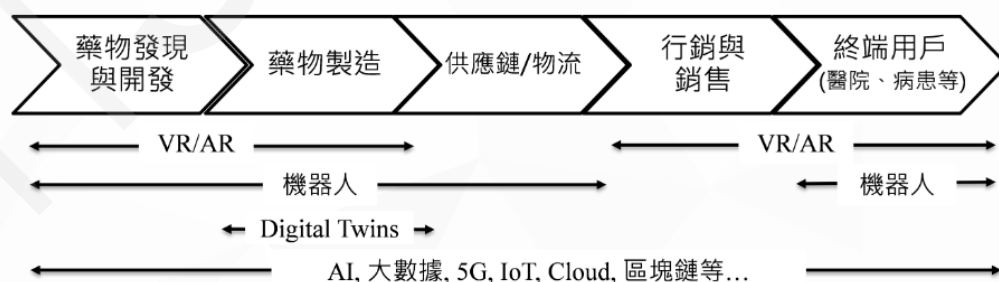 藥物發現
與開發
藥物製造
供應鏈/物流
行銷與
銷售
終端用戶
(醫院、病患等)
VR/AR
VR/AR
機器人
機器人
Digital Twins
AI, 大數據, 5G, IoT, Cloud, 區塊鏈等…